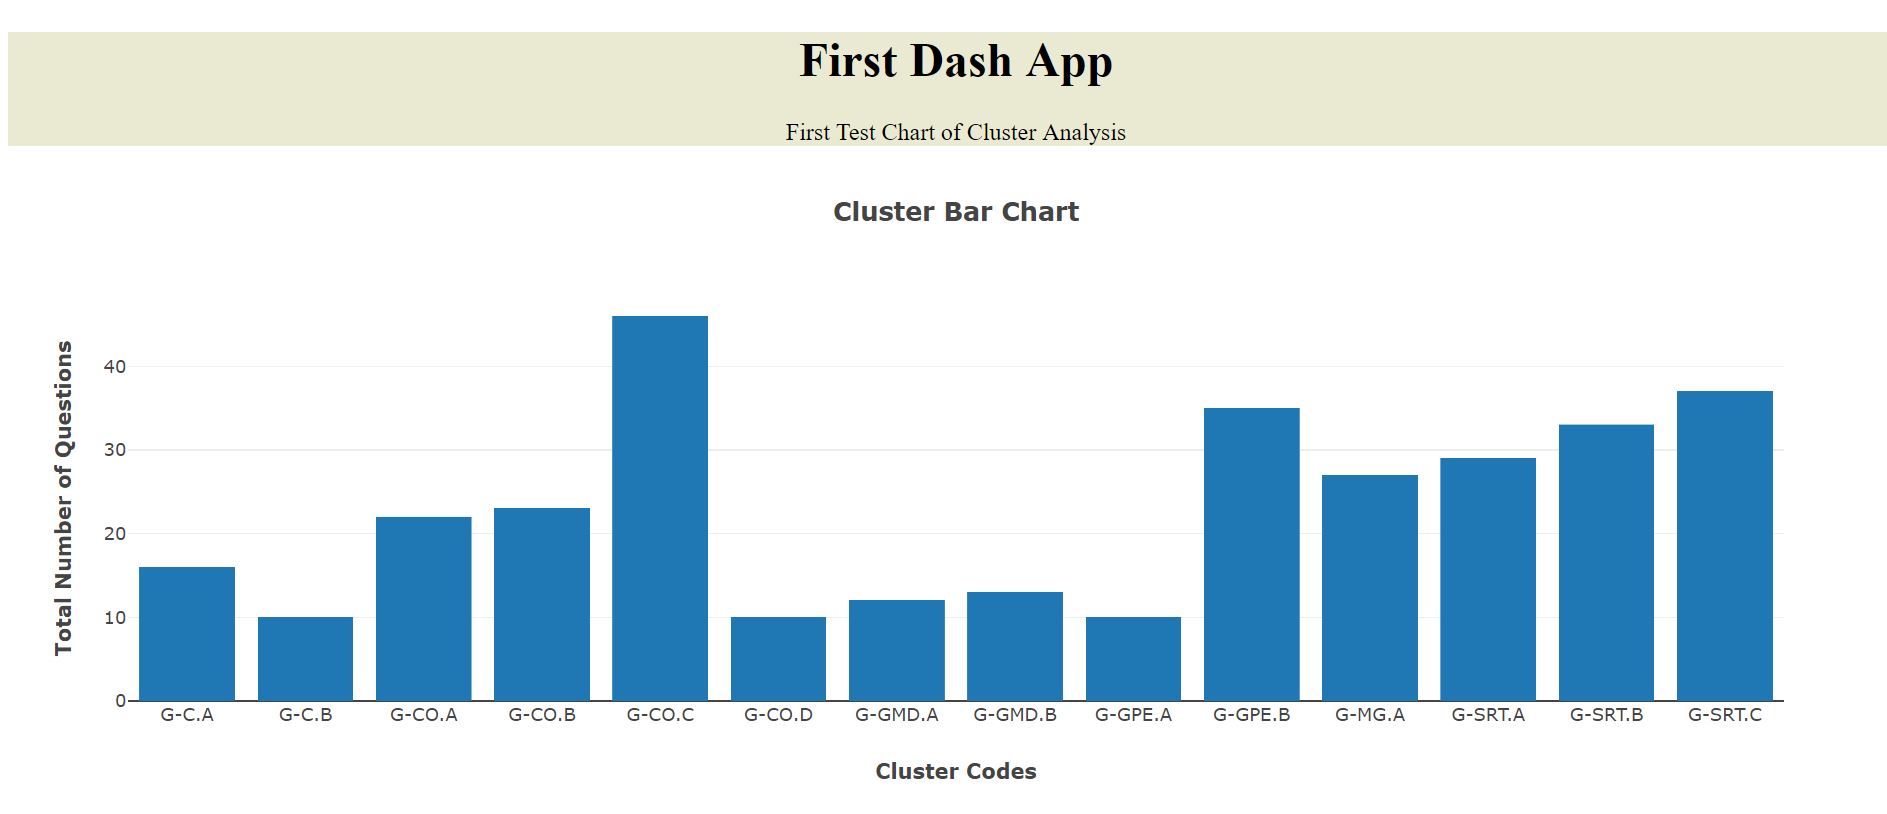 First Dash App
First Test Chart of Cluster Analysis
Cluster Bar Chart
Total Number of Questions
40
30
20
10
0
G-C.A G-C.B G-CO.A G-CO.B G-CO.C G-CO.D G-GMD.A G-GMD.B G-GPE.A G-GPE.B G-MG.A G-SRT.A G-SRT.B G-SRT.C
Cluster Codes